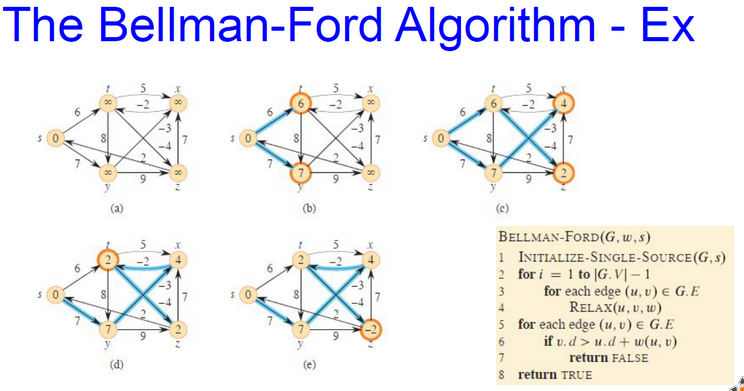 The Bellman-Ford Algorithm - Ex
t 5 x
∞ -2 ∞
6
s 0 8 -3 7
-4
7 2
∞ 9 ∞
y z
(a)
t 5 x
6 -2 ∞
6
s 0 8 -3 7
-4
7 2
7 9 ∞
y z
(b)
t 5 x
6 -2 4
6
s 0 8 -3 7
-4
7 2
7 9 2
y z
(c)
t 5 x
2 -2 4
6
s 0 8 -3 7
-4
7 2
7 9 2
y z
(d)
t 5 x
2 -2 4
6
s 0 8 -3 7
-4
7 2
7 9 -2
y z
(e)
BELLMAN-FORD(G, w, s)
1 INITIALIZE-SINGLE-SOURCE(G, s)
2 for i = 1 to |G.V| − 1
3 for each edge (u, v) ∈ G.E
4 RELAX(u, v, w)
5 for each edge (u, v) ∈ G.E
6 if v.d > u.d + w(u, v)
7 return FALSE
8 return TRUE